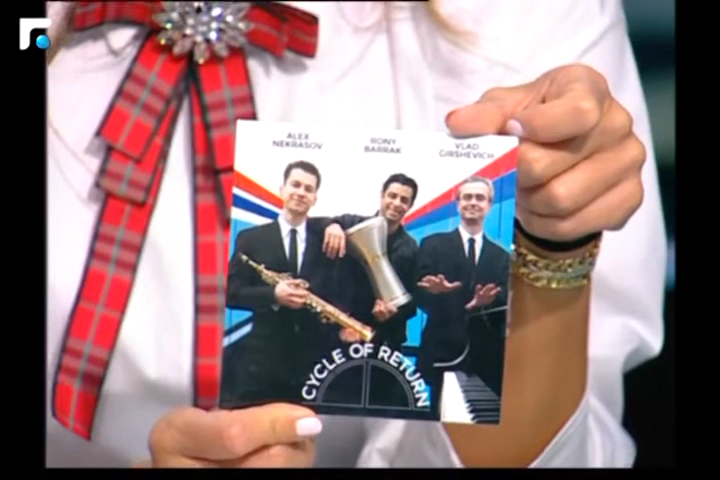 ALEX
NEKRASOV
RONY
BARRAK
VLAD
GIRSHEVICH
CYCLE OF RETURN